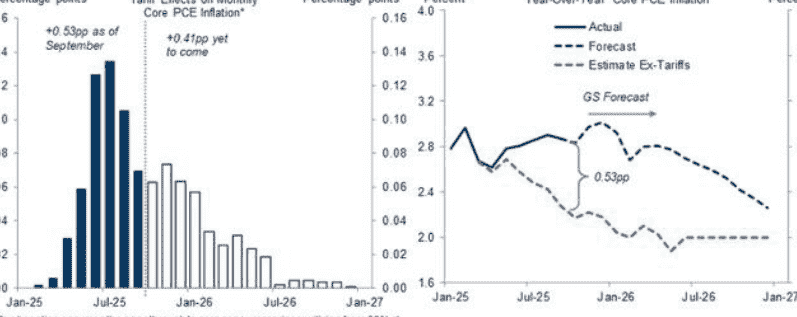 Percentage points
Tariff Effects on Monthly
Core PCE Inflation*
Percentage points
+0.53pp as of
September
+0.41pp yet
to come
0.16
0.14
0.12
0.10
0.08
0.06
0.04
0.02
0.00
Jan-25
Jul-25
Jan-26
Jul-26
Jan-27
Percent
Year-Over-Year Core PCE Inflation
Actual
Forecast
Estimate Ex-Tariffs
GS Forecast
0.53pp
4.0
3.6
3.2
2.8
2.4
2.0
1.6
Jan-25
Jul-25
Jan-26
Jul-26
Jan-27